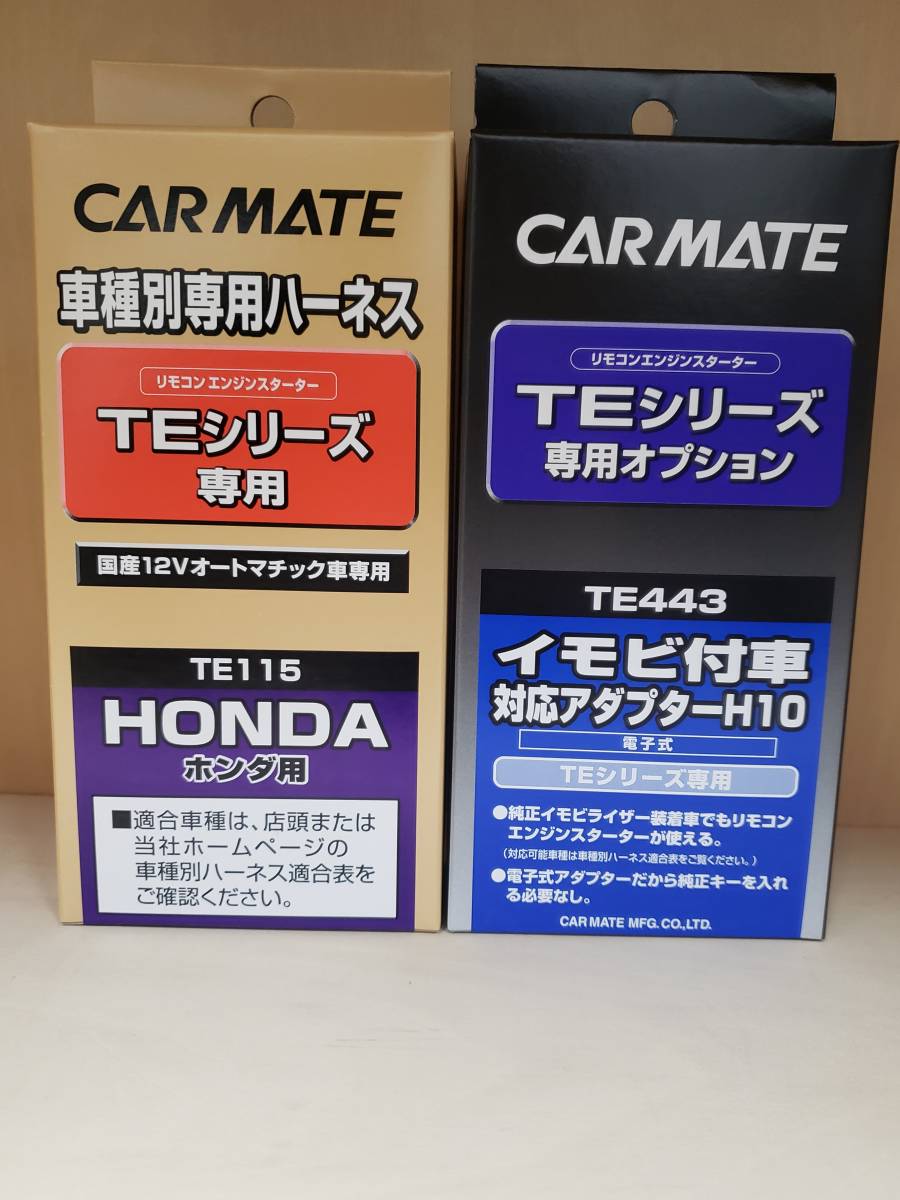 CAR MATE
車種別専用ハーネス
リモコンエンジンスターター
TEシリーズ
専用
国産12Vオートマチック車専用
TE115
HONDA
ホンダ用
■適合車種は、店頭または
当社ホームページの
車種別ハーネス適合表を
ご確認ください。
CAR MATE
リモコンエンジンスターター
TEシリーズ
専用オプション
TE443
イモビ付車
対応アダプターH10
電子式
TEシリーズ専用
●純正イモビライザー装着車でもリモコン
エンジンスターターが使える。
(対応可能車種は車種別ハーネス適合表をご覧ください。)
●電子式アダプターだから純正キーを入れ
る必要なし。
CAR MATE MFG. CO.,LTD.